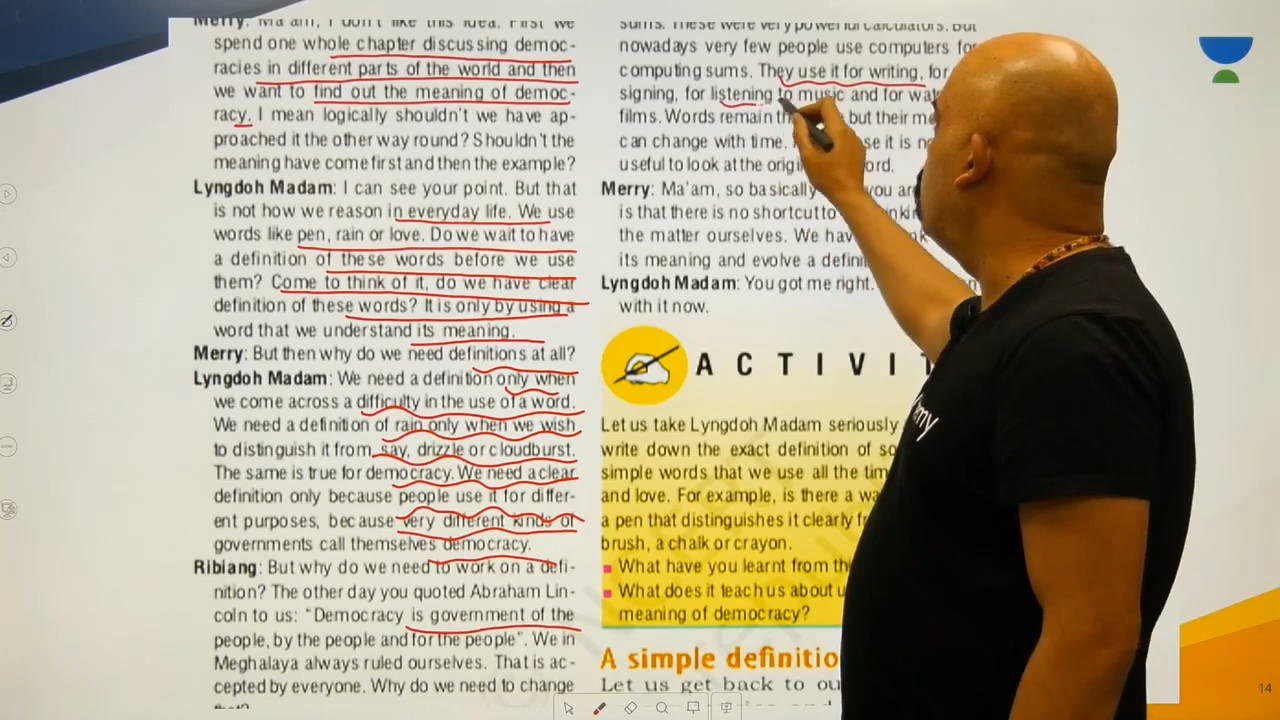 Merry: Ma'am, I don't like this idea. First we
spend one whole chapter discussing democ-
racies in different parts of the world and then
we want to find out the meaning of democ-
racy. I mean logically shouldn't we have ap-
proached it the other way round? Shouldn't the
meaning have come first and then the example?
Lyngdoh Madam: I can see your point. But that
is not how we reason in everyday life. We use
words like pen, rain or love. Do we wait to have
a definition of these words before we use
them? Come to think of it, do we have clear
definition of these words? It is only by using a
word that we understand its meaning.
Merry: But then why do we need definitions at all?
Lyngdoh Madam: We need a definition only when
we come across a difficulty in the use of a word.
We need a definition of rain only when we wish
to distinguish it from, say, drizzle or cloudburst.
The same is true for democracy. We need a clear
definition only because people use it for differ-
ent purposes, because very different kinds of
governments call themselves democracy.
Ribiang: But why do we need to work on a defi-
nition? The other day you quoted Abraham Lin-
coln to us: “Democracy is government of the
people, by the people and for the people”. We in
Meghalaya always ruled ourselves. That is ac-
cepted by everyone. Why do we need to change
that?
sums. These were very powerful calculators. But
nowadays very few people use computers for
computing sums. They use it for writing, for
signing, for listening to music and for
films. Words remain but their
can change with time.
useful to look at the
Merry: Ma'am, so basically you
is that there is no shortcut to
the matter ourselves. We
its meaning and evolve a
Lyngdoh Madam: You got me right.
with it now.
ACTIVI
Let us take Lyngdoh Madam seriously
write down the exact definition of
simple words that we use all the
and love. For example, is there a
a pen that distinguishes it clearly
brush, a chalk or crayon.
What have you learnt from
What does it teach us about
meaning of democracy?
A simple definitio
Let us get back to
my
14